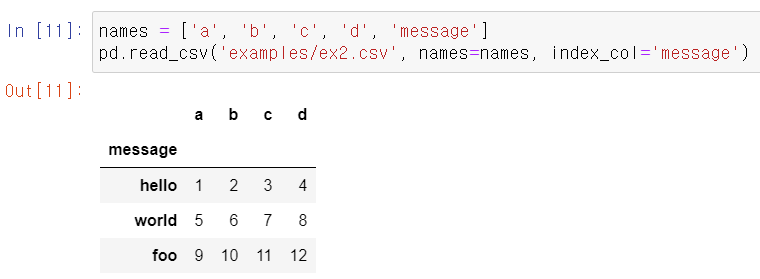 In [11]: names = ['a', 'b', 'c', 'd', 'message']
pd.read_csv('examples/ex2.csv', names=names, index_col='message')
Out[11]:
a b c d
message
hello 1 2 3 4
world 5 6 7 8
foo 9 10 11 12